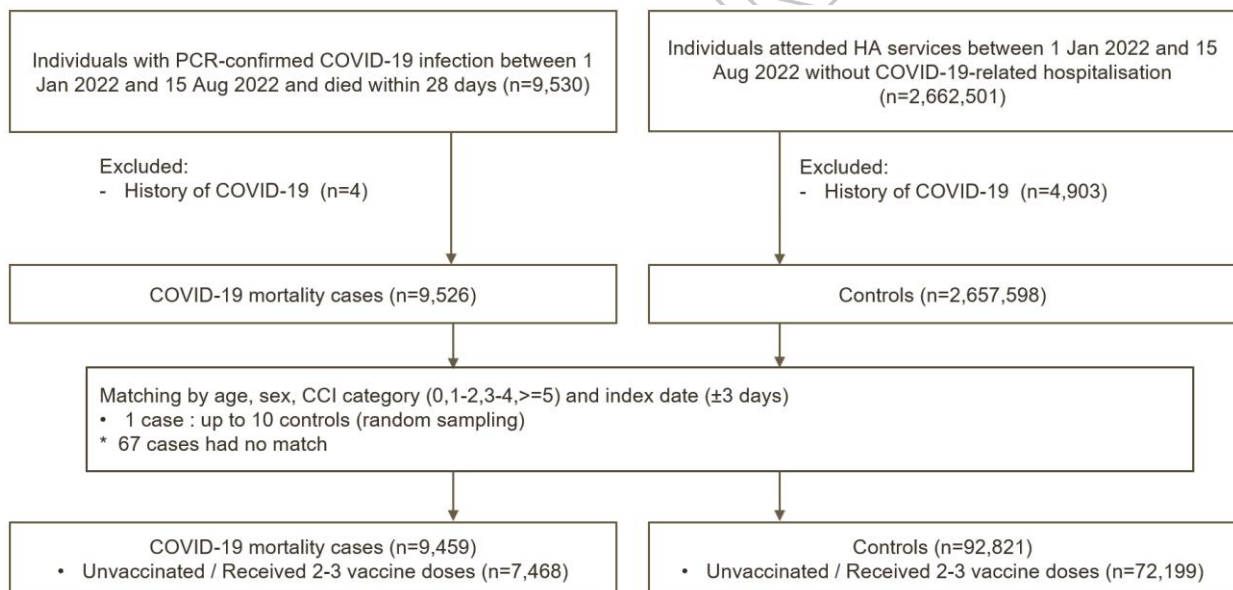 Individuals with PCR-confirmed COVID-19 infection between 1
Jan 2022 and 15 Aug 2022 and died within 28 days (n=9,530)
Individuals attended HA services between 1 Jan 2022 and 15
Aug 2022 without COVID-19-related hospitalisation
(n=2,662,501)
Excluded:
- History of COVID-19 (n=4)
Excluded:
- History of COVID-19 (n=4,903)
COVID-19 mortality cases (n=9,526)
Controls (n=2,657,598)
Matching by age, sex, CCI category (0,1-2,3-4,>=5) and index date (±3 days)
• 1 case : up to 10 controls (random sampling)
* 67 cases had no match
COVID-19 mortality cases (n=9,459)
• Unvaccinated / Received 2-3 vaccine doses (n=7,468)
Controls (n=92,821)
• Unvaccinated / Received 2-3 vaccine doses (n=72,199)